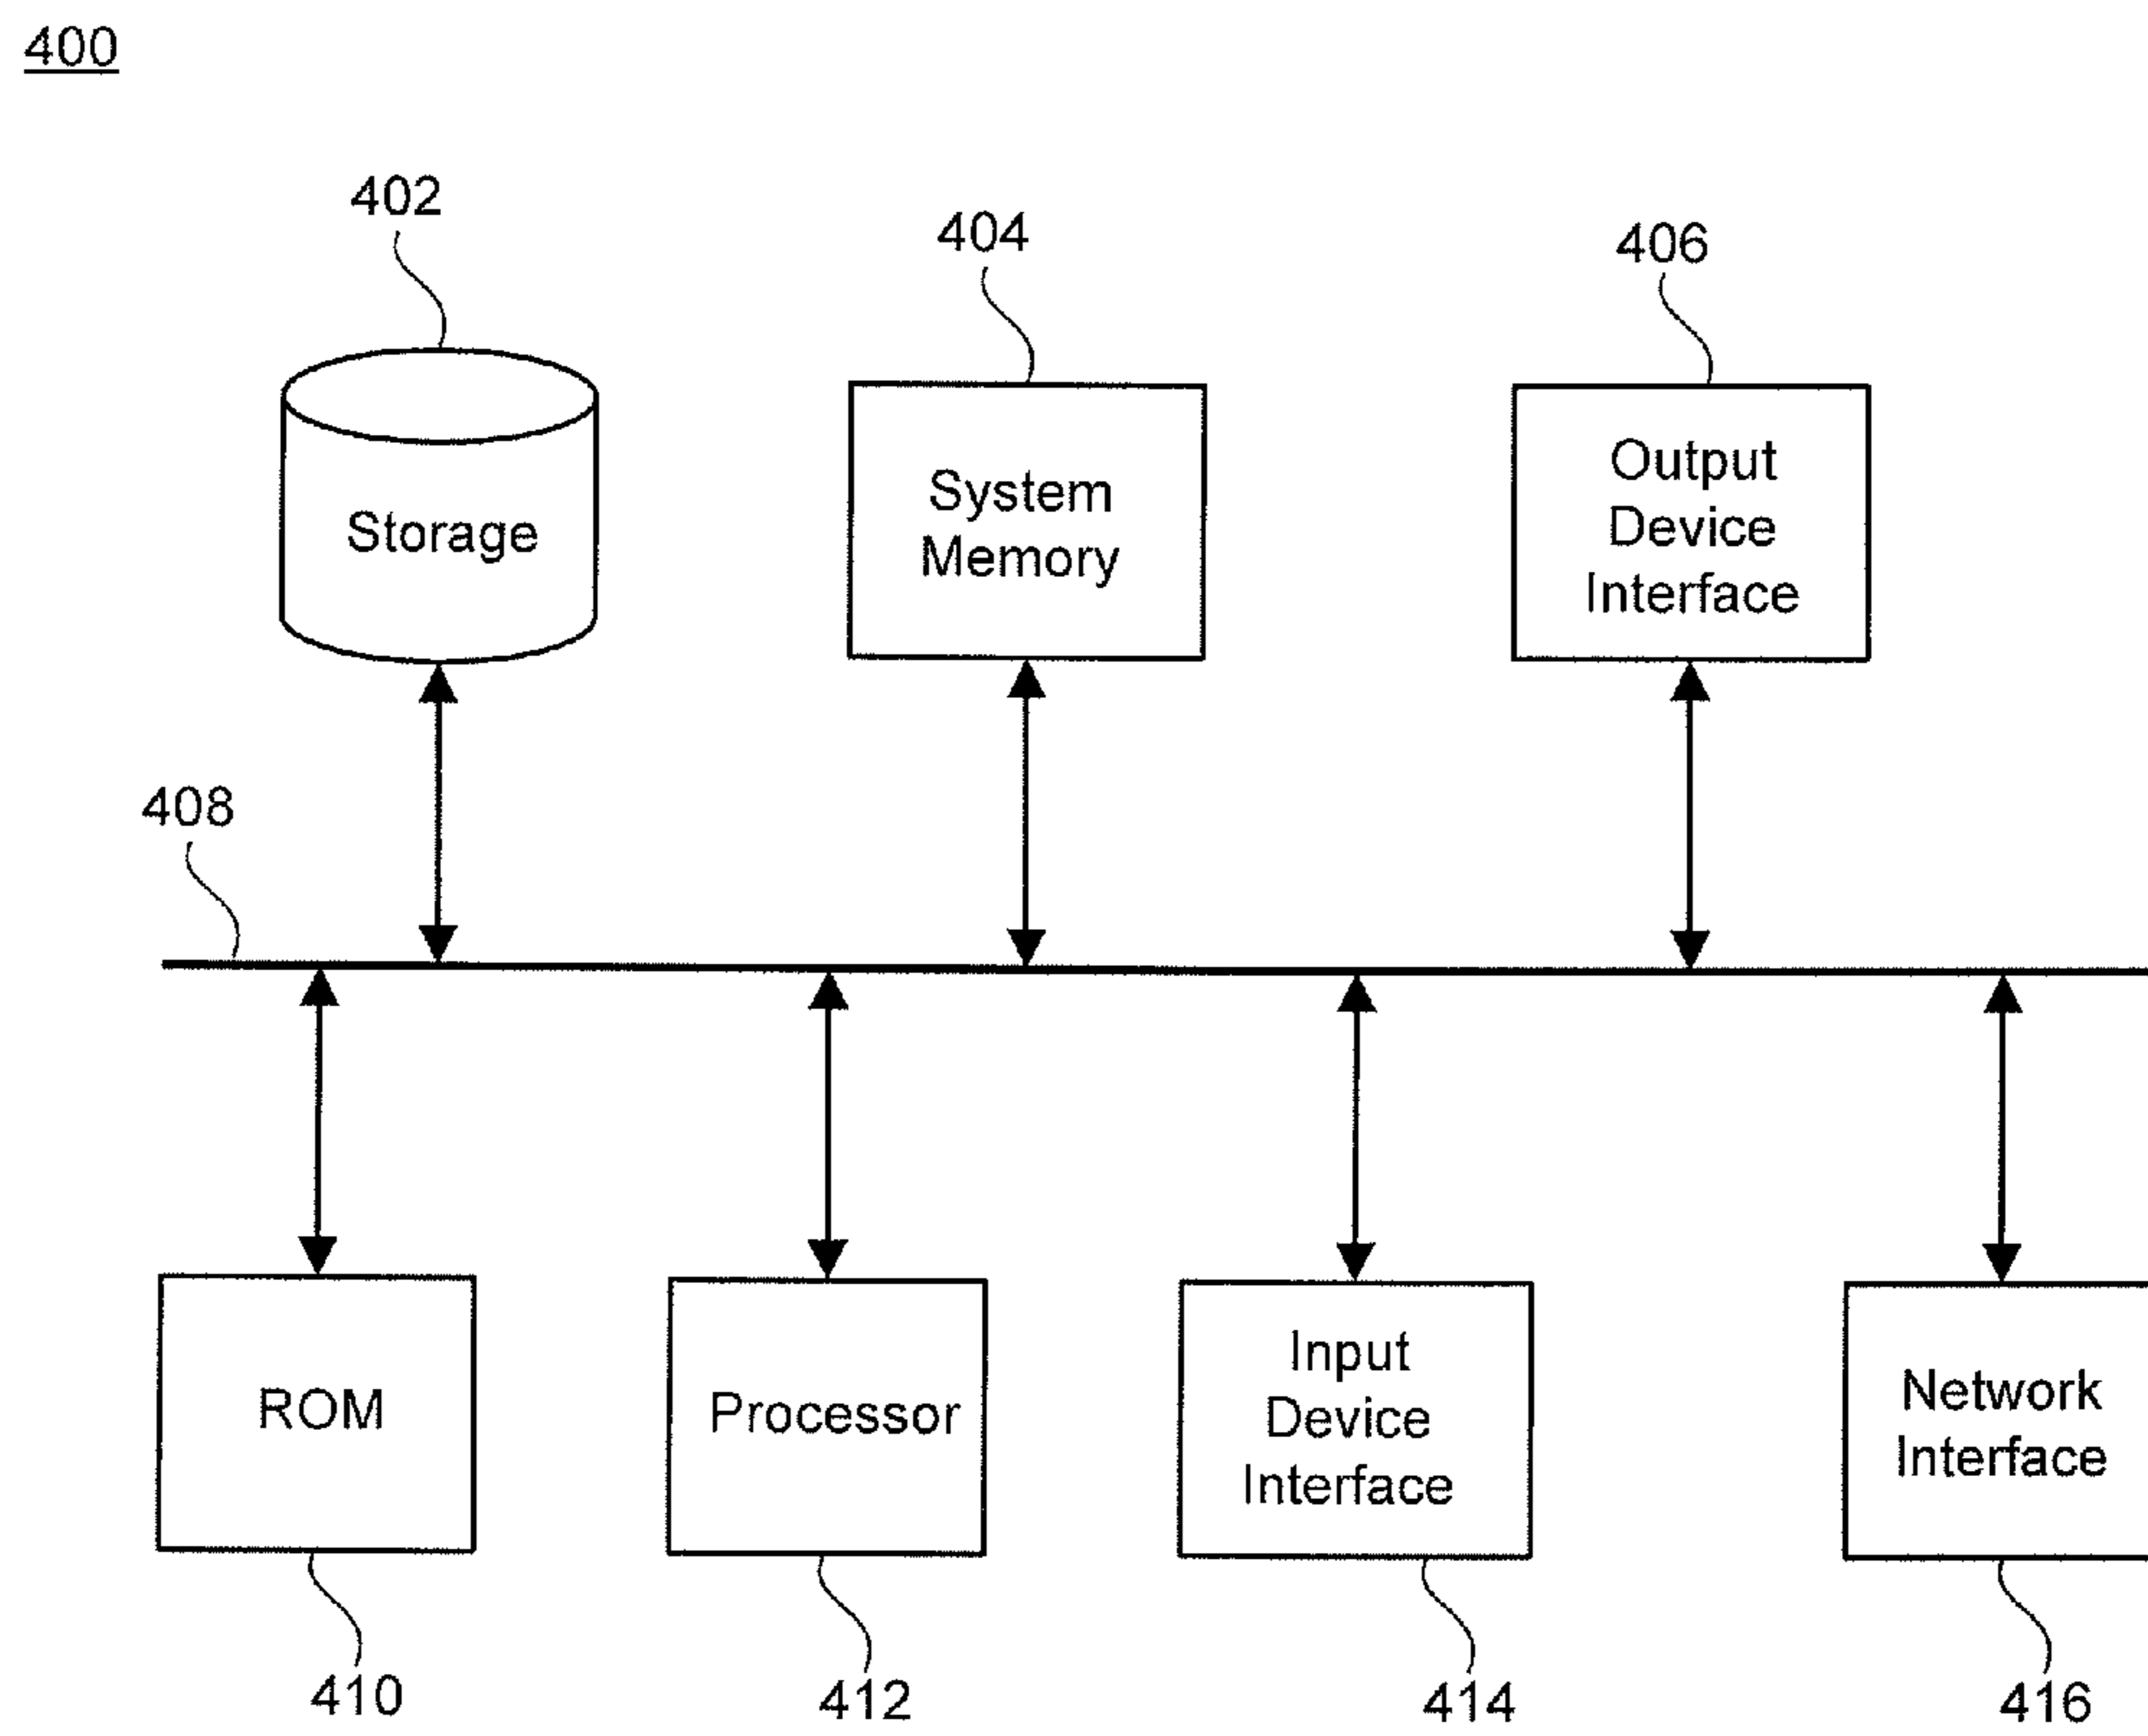 400
402
404
406
Storage
System
Memory
Output
Device
Interface
408
ROM
Processor
Input
Device
Interface
Network
Interface
410
412
414
416